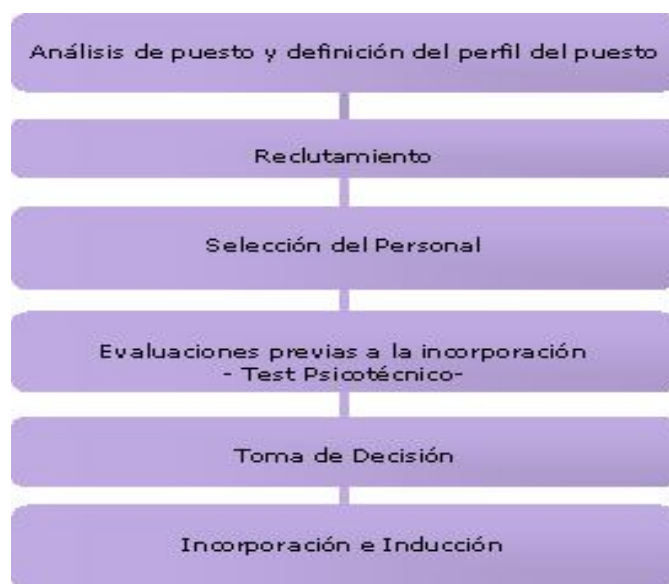 Análisis de puesto y definición del perfil del puesto
Reclutamiento
Selección del Personal
Evaluaciones previas a la incorporación
- Test Psicotécnico-
Toma de Decisión
Incorporación e Inducción